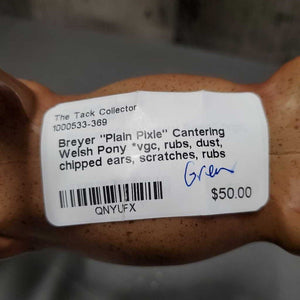 The Tack Collector
1000533-369
Breyer "Plain Pixie" Cantering
Welsh Pony *vgc, rubs, dust,
chipped ears, scratches, rubs
$50.00
QNYUFX